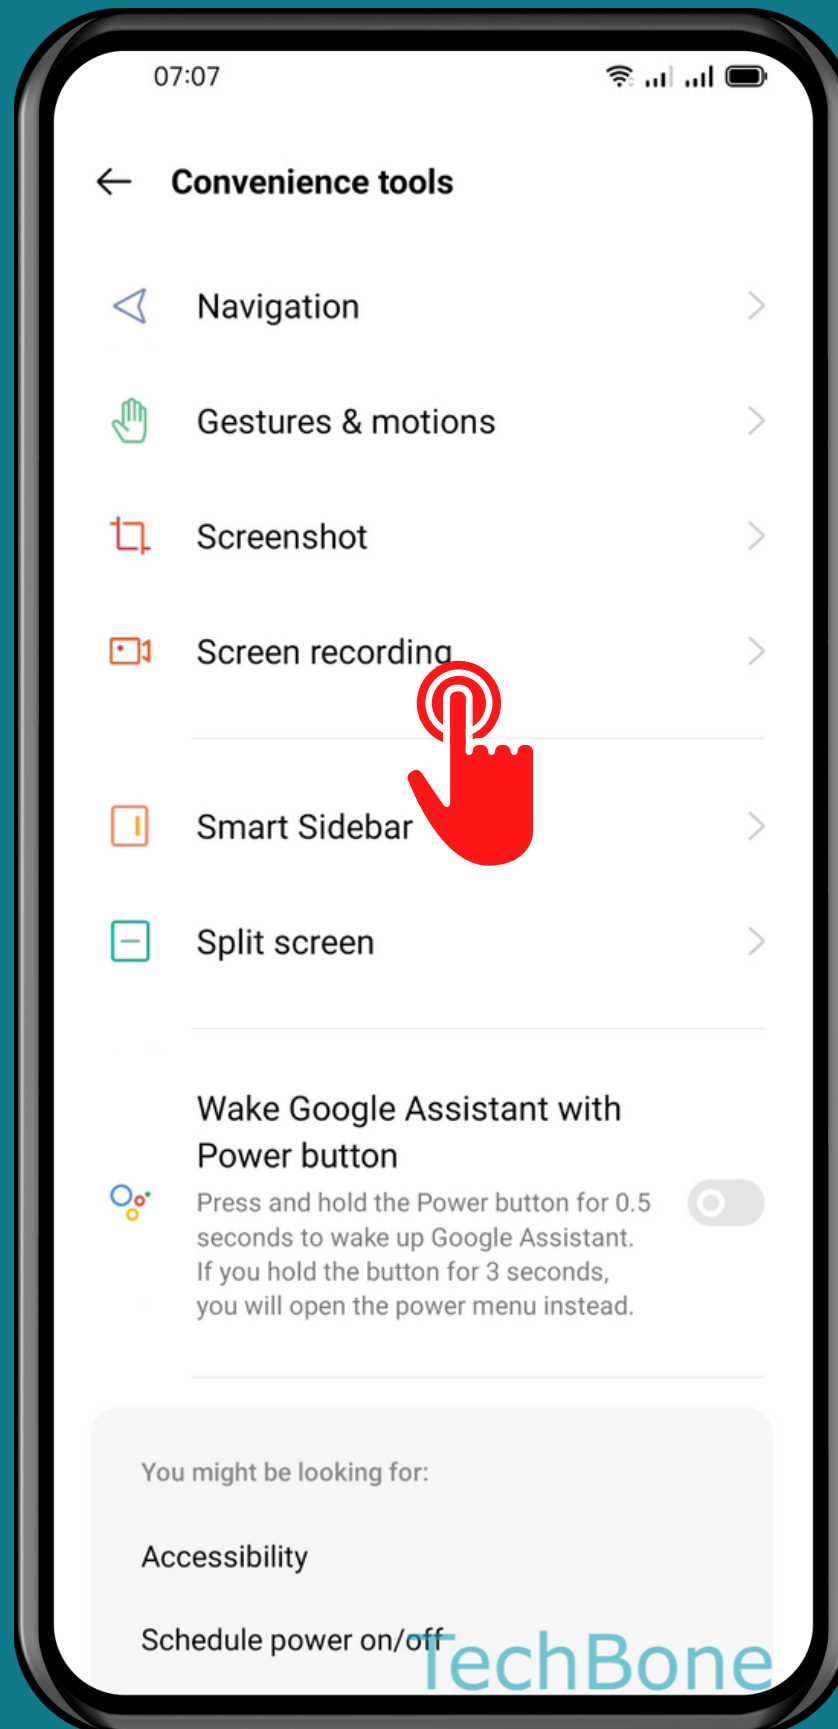 07:07
Convenience tools
Navigation
Gestures & motions
Screenshot
Screen recording
Smart Sidebar
Split screen
Wake Google Assistant with
Power button
Press and hold the Power button for 0.5
seconds to wake up Google Assistant.
If you hold the button for 3 seconds,
you will open the power menu instead.
You might be looking for:
Accessibility
Schedule power on/off
TechBone